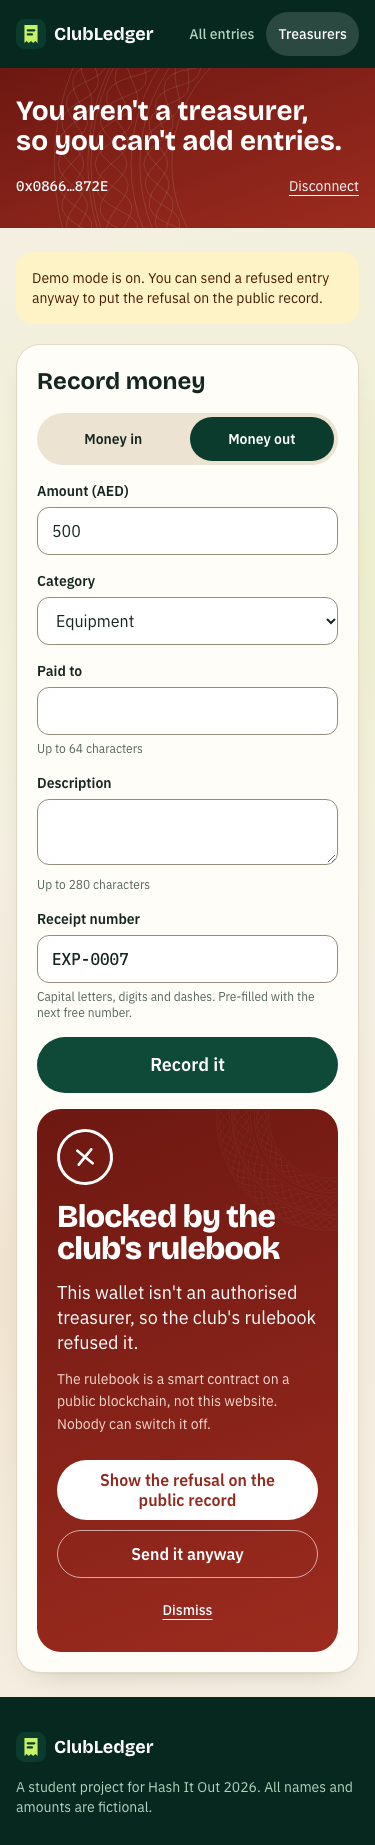 ClubLedger
All entries
Treasurers
You aren't a treasurer,
so you can't add entries.
0x0866…872E
Disconnect
Demo mode is on. You can send a refused entry
anyway to put the refusal on the public record.
Record money
Money in
Money out
Amount (AED)
500
Category
Equipment
Paid to
Up to 64 characters
Description
Up to 280 characters
Receipt number
EXP-0007
Capital letters, digits and dashes. Pre-filled with the
next free number.
Record it
Blocked by the
club's rulebook
This wallet isn't an authorised
treasurer, so the club's rulebook
refused it.
The rulebook is a smart contract on a
public blockchain, not this website.
Nobody can switch it off.
Show the refusal on the
public record
Send it anyway
Dismiss
ClubLedger
A student project for Hash It Out 2026. All names and
amounts are fictional.